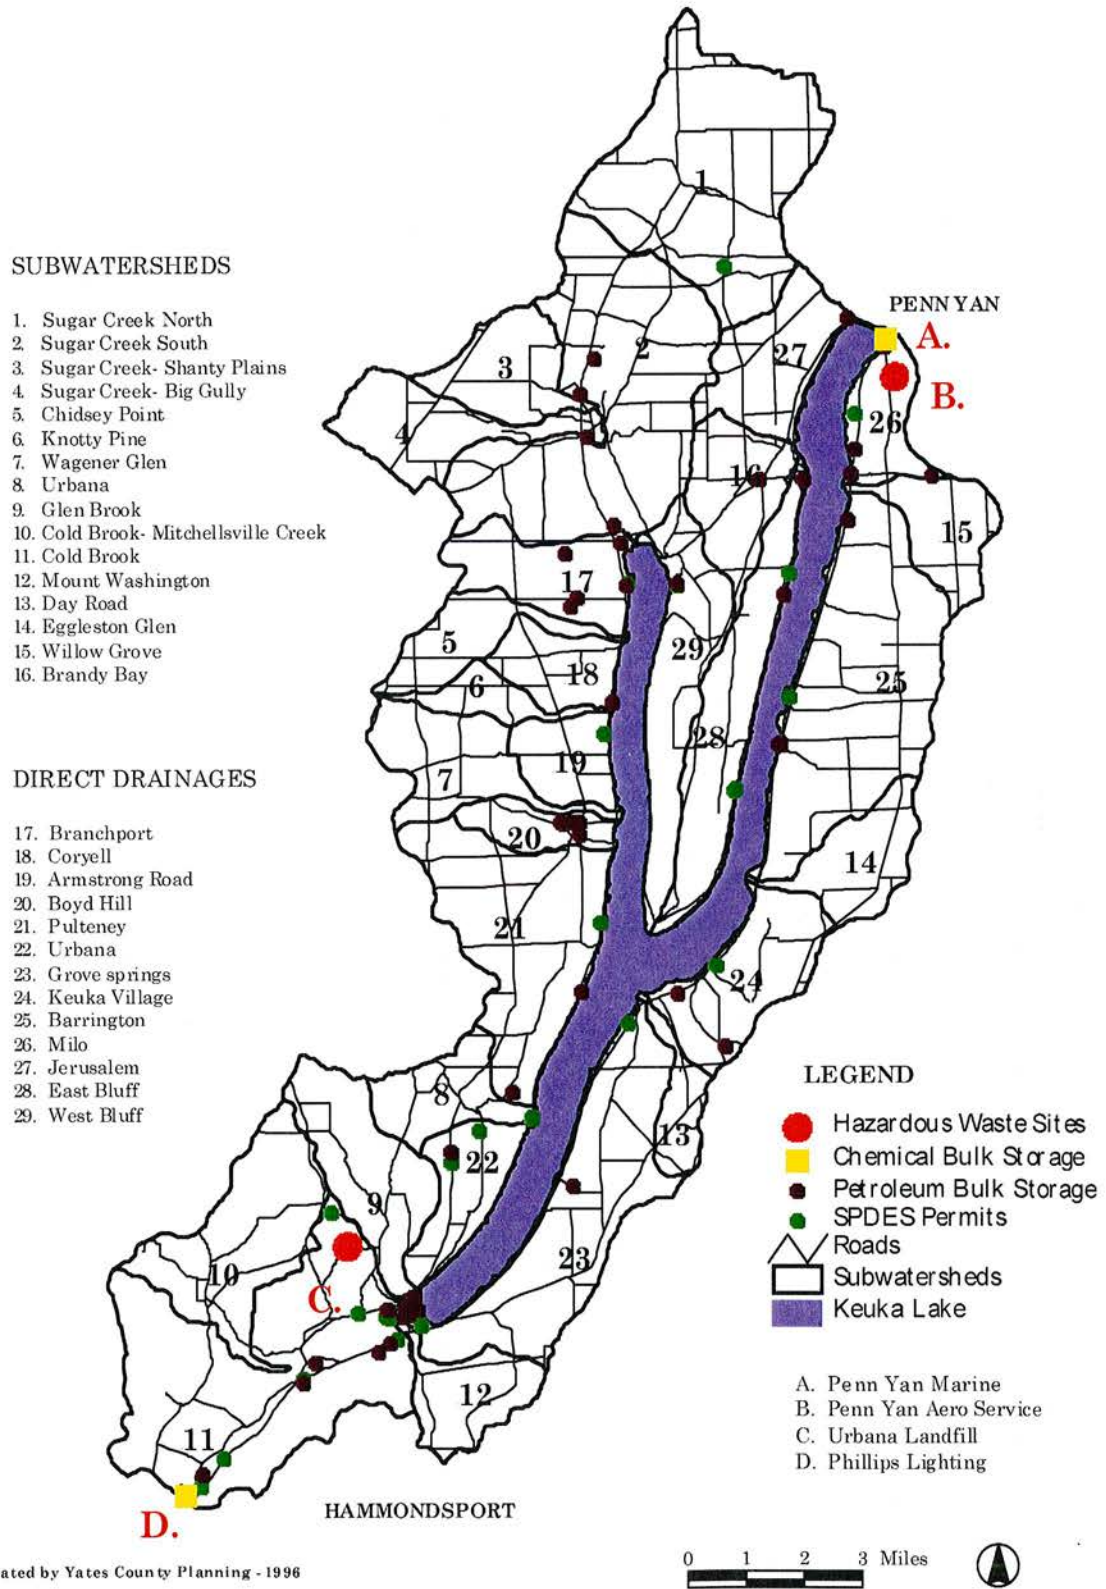 PENN YAN
A.
B.
C.
D.
1
2
3
4
27
26
16
15
17
5
6
18
29
25
28
19
7
20
14
21
24
8
13
22
9
23
10
12
11
HAMMONDSPORT
SUBWATERSHEDS
1. Sugar Creek North
2. Sugar Creek South
3. Sugar Creek- Shanty Plains
4. Sugar Creek- Big Gully
5. Chidsey Point
6. Knotty Pine
7. Wagener Glen
8. Urbana
9. Glen Brook
10. Cold Brook- Mitchellsville Creek
11. Cold Brook
12. Mount Washington
13. Day Road
14. Eggleston Glen
15. Willow Grove
16. Brandy Bay
DIRECT DRAINAGES
17. Branchport
18. Coryell
19. Armstrong Road
20. Boyd Hill
21. Pulteney
22. Urbana
23. Grove springs
24. Keuka Village
25. Barrington
26. Milo
27. Jerusalem
28. East Bluff
29. West Bluff
LEGEND
Hazardous Waste Sites
Chemical Bulk Storage
Petroleum Bulk Storage
SPDES Permits
Roads
Subwatersheds
Keuka Lake
A. Penn Yan Marine
B. Penn Yan Aero Service
C. Urbana Landfill
D. Phillips Lighting
0 1 2 3 Miles
ated by Yates County Planning - 1996